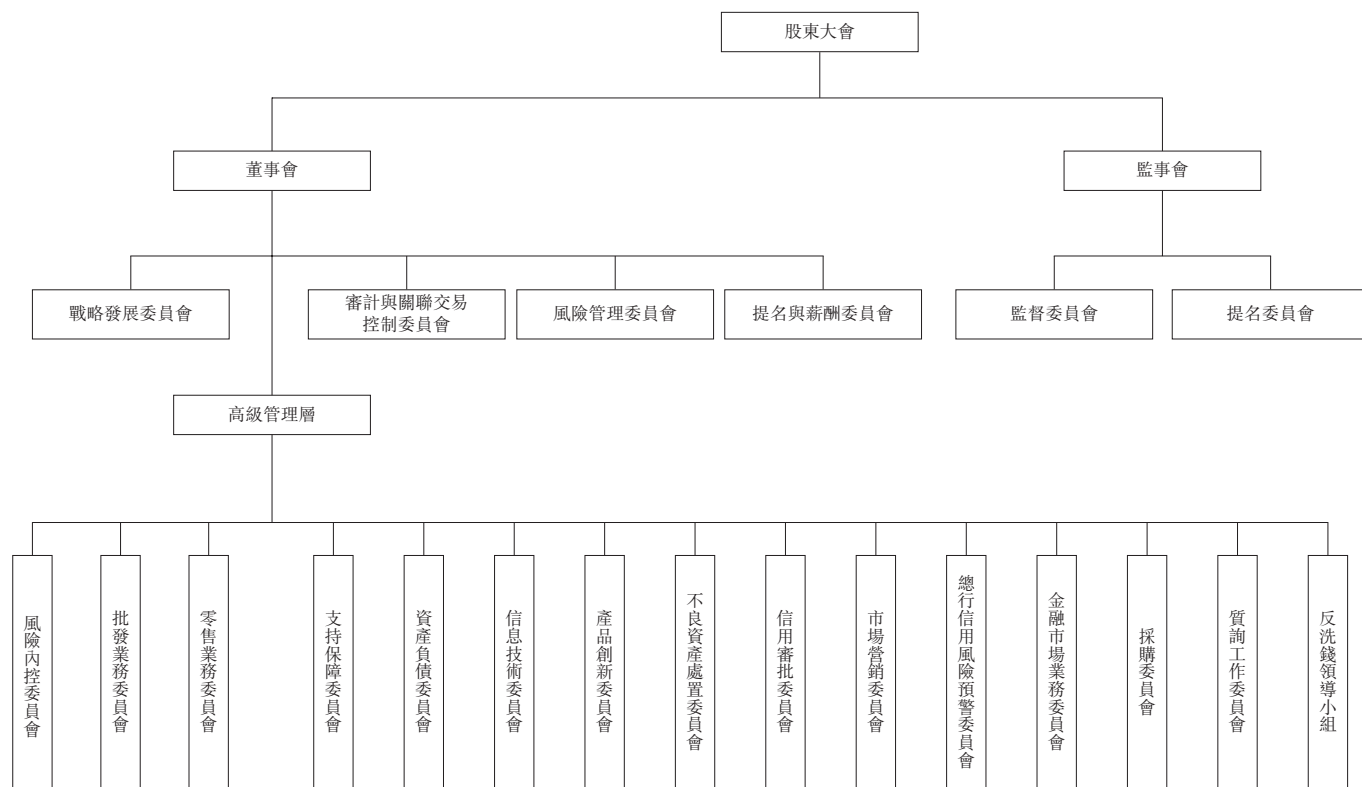 股東大會
董事會
監事會
戰略發展委員會
審計與關聯交易
控制委員會
風險管理委員會
提名與薪酬委員會
監督委員會
提名委員會
高級管理層
風險內控委員會
批發業務委員會
零售業務委員會
支持保障委員會
資產負債委員會
信息技術委員會
產品創新委員會
不良資產處置委員會
信用審批委員會
市場營銷委員會
總行信用風險預警委員會
金融市場業務委員會
採購委員會
質詢工作委員會
反洗錢領導小組